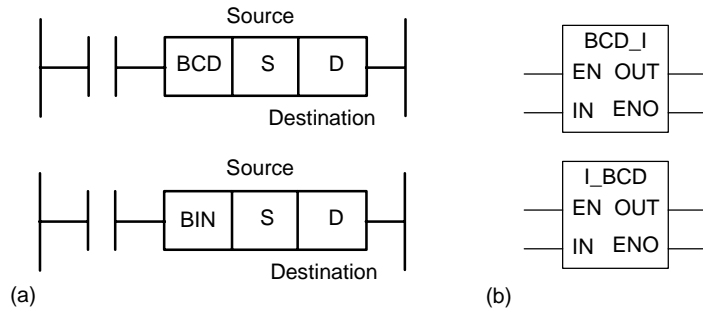 Source
BCD S D
Destination
Source
BIN S D
Destination
(a)
BCD_I
EN OUT
IN ENO
I_BCD
EN OUT
IN ENO
(b)